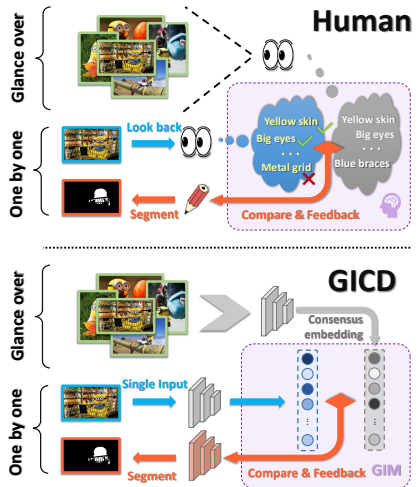 Human
Glance over
One by one
Look back
Segment
Yellow skin
Big eyes
...
Metal grid
Yellow skin
Big eyes
...
Blue braces
Compare & Feedback
GICD
Glance over
One by one
Consensus
embedding
Single Input
Segment
Compare & Feedback
GIM